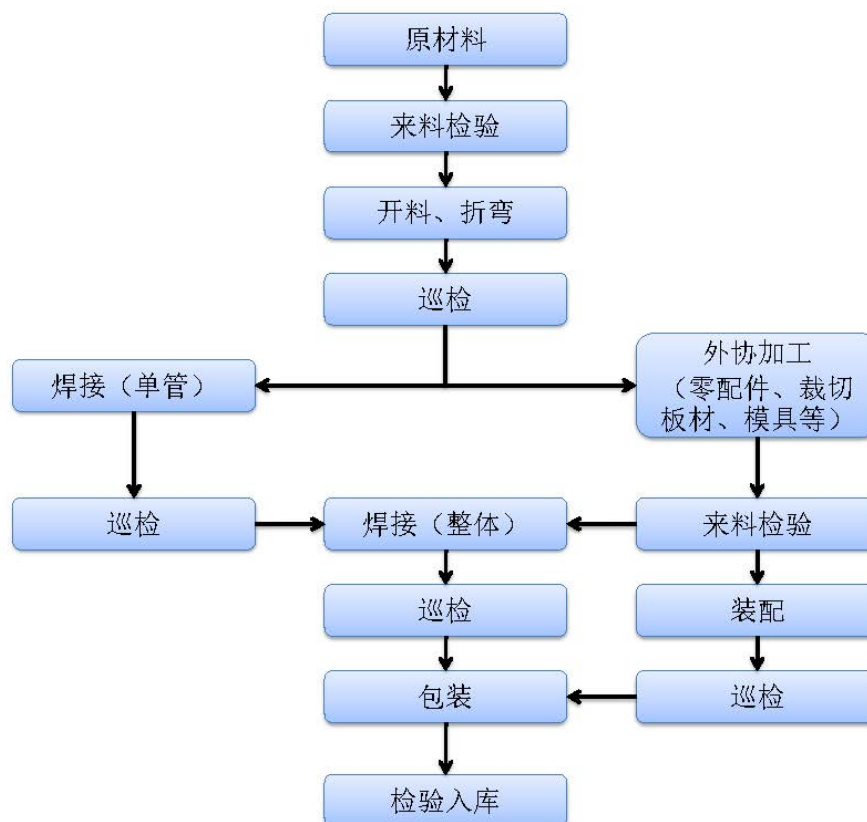 原材料
来料检验
开料、折弯
巡检
焊接（单管）
外协加工
（零配件、裁切
板材、模具等）
巡检
焊接（整体）
来料检验
巡检
装配
包装
巡检
检验入库